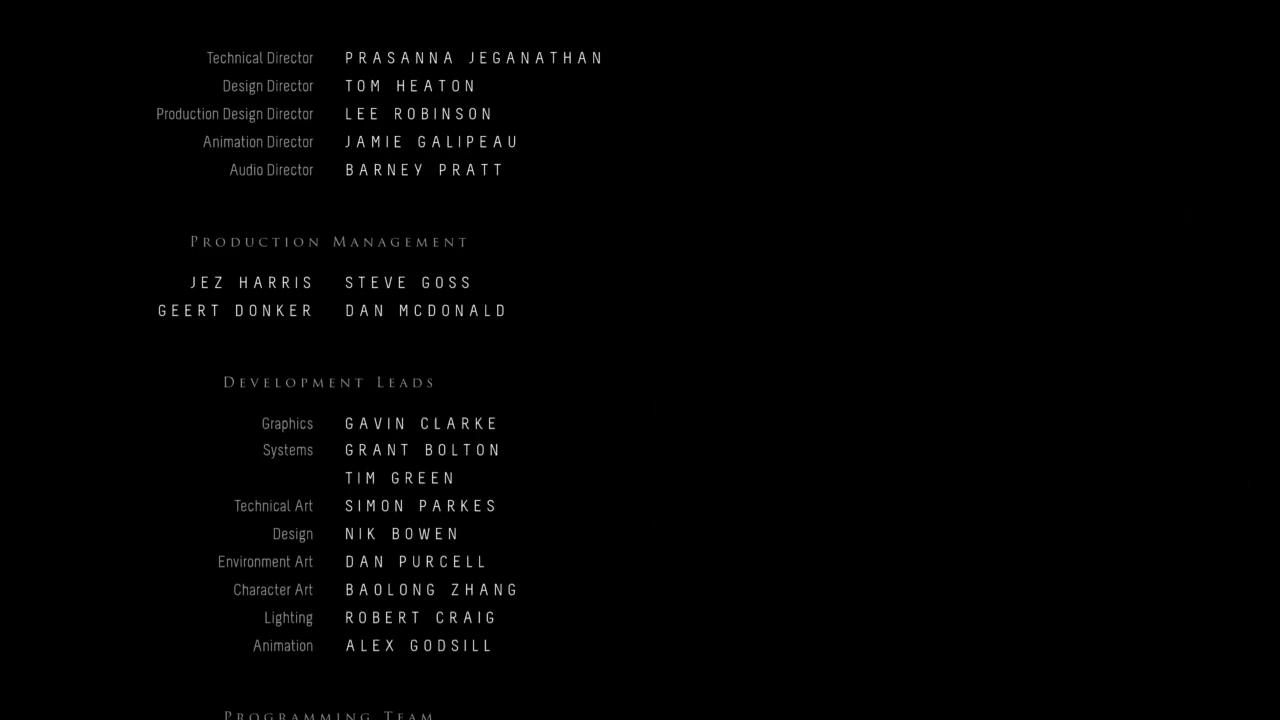 Technical Director PRASANNA JEGANATHAN
Design Director TOM HEATON
Production Design Director LEE ROBINSON
Animation Director JAMIE GALIPEAU
Audio Director BARNEY PRATT
PRODUCTION MANAGEMENT
JEZ HARRIS STEVE GOSS
GEERT DONKER DAN MCDONALD
DEVELOPMENT LEADS
Graphics GAVIN CLARKE
Systems GRANT BOLTON
TIM GREEN
Technical Art SIMON PARKES
Design NIK BOWEN
Environment Art DAN PURCELL
Character Art BAOLONG ZHANG
Lighting ROBERT CRAIG
Animation ALEX GODSILL
PROGRAMMING TEAM